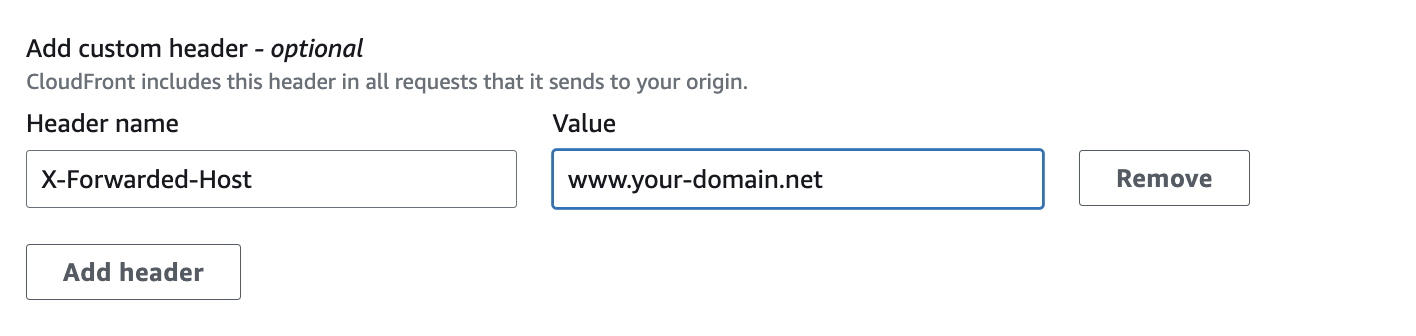 Add custom header - optional
CloudFront includes this header in all requests that it sends to your origin.
Header name Value
X-Forwarded-Host www.your-domain.net Remove
Add header